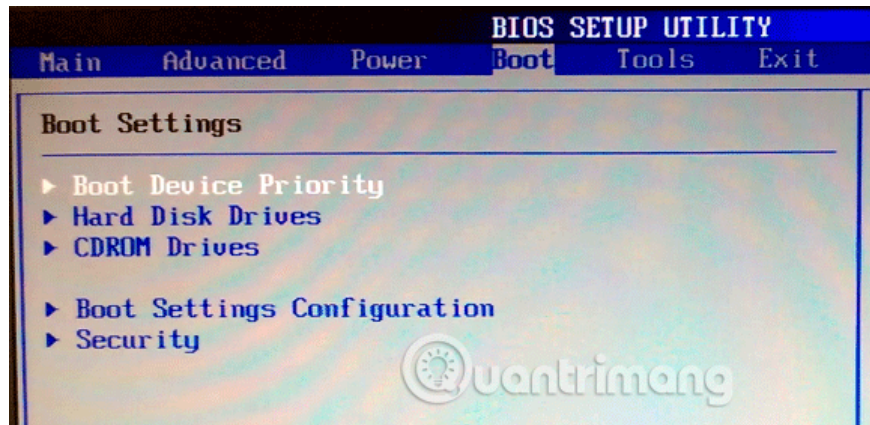 BIOS SETUP UTILITY
Main Advanced Power Boot Tools Exit
Boot Settings
Boot Device Priority
Hard Disk Drives
CDROM Drives
Boot Settings Configuration
Security
Quantrimang